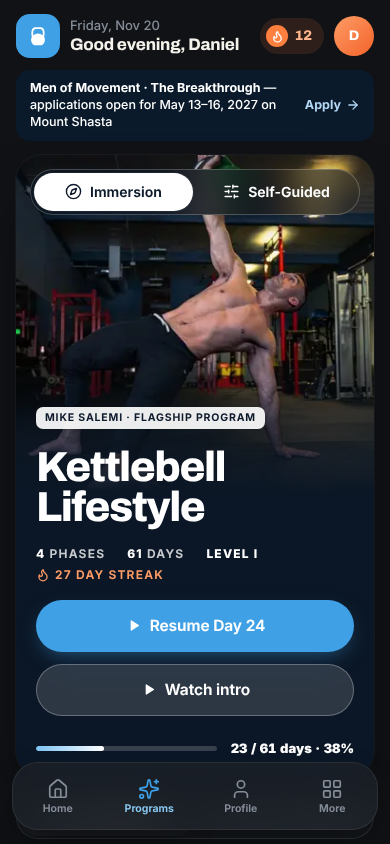 Friday, Nov 20
Good evening, Daniel
12
D
Men of Movement · The Breakthrough —
applications open for May 13–16, 2027 on
Mount Shasta
Apply →
Immersion
Self-Guided
MIKE SALEMI · FLAGSHIP PROGRAM
Kettlebell
Lifestyle
4 PHASES 61 DAYS LEVEL I
27 DAY STREAK
Resume Day 24
Watch intro
23 / 61 days · 38%
Home
Programs
Profile
More